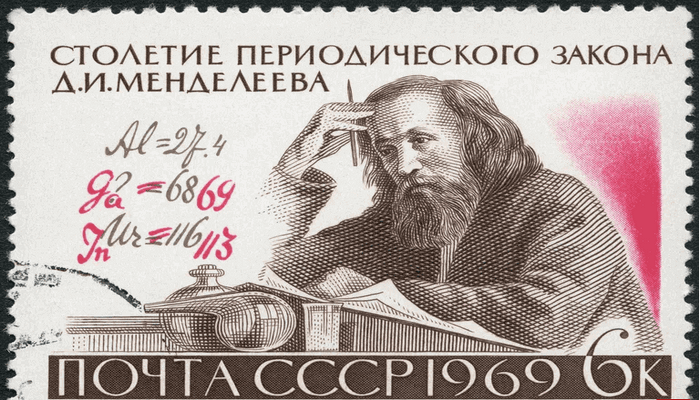 СТОЛЕТИЕ ПЕРИОДИЧЕСКОГО ЗАКОНА
Д.И.МЕНДЕЛЕЕВА
Al=27.4
Ga ?=68 69
In Ur=116 113
ПОЧТА СССР 1969 6К